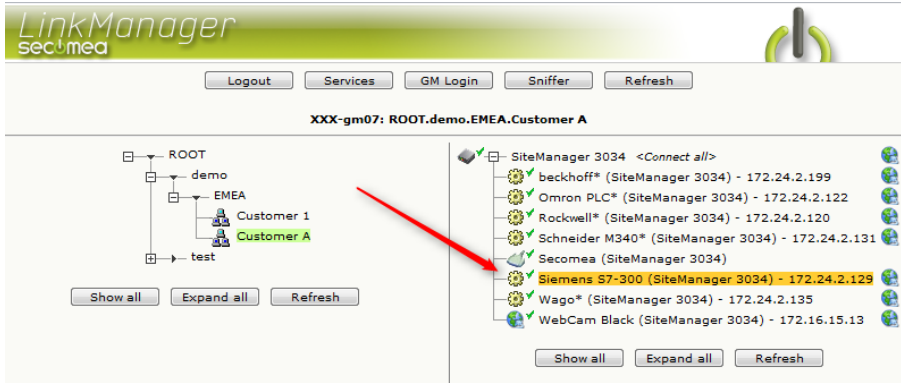 LinkManager
secomea
Logout Services GM Login Sniffer Refresh
XXX-gm07: ROOT.demo.EMEA.Customer A
ROOT
demo
EMEA
Customer 1
Customer A
test
Show all Expand all Refresh
SiteManager 3034 <Connect all>
beckhoff* (SiteManager 3034) - 172.24.2.199
Omron PLC* (SiteManager 3034) - 172.24.2.122
Rockwell* (SiteManager 3034) - 172.24.2.120
Schneider M340* (SiteManager 3034) - 172.24.2.131
Secomea (SiteManager 3034)
Siemens S7-300 (SiteManager 3034) - 172.24.2.129
Wago* (SiteManager 3034) - 172.24.2.135
WebCam Black (SiteManager 3034) - 172.16.15.13
Show all Expand all Refresh